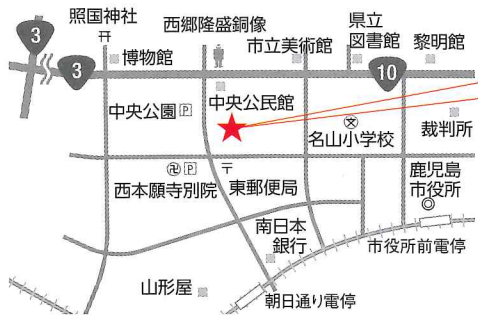 3
照国神社
西郷隆盛銅像
県立
図書館
黎明館
3
博物館
市立美術館
10
中央公園
P
中央公民館
文
名山小学校
裁判所
卍
P
〒
西本願寺別院
東郵便局
鹿児島
市役所
◎
南日本
銀行
市役所前電停
山形屋
朝日通り電停